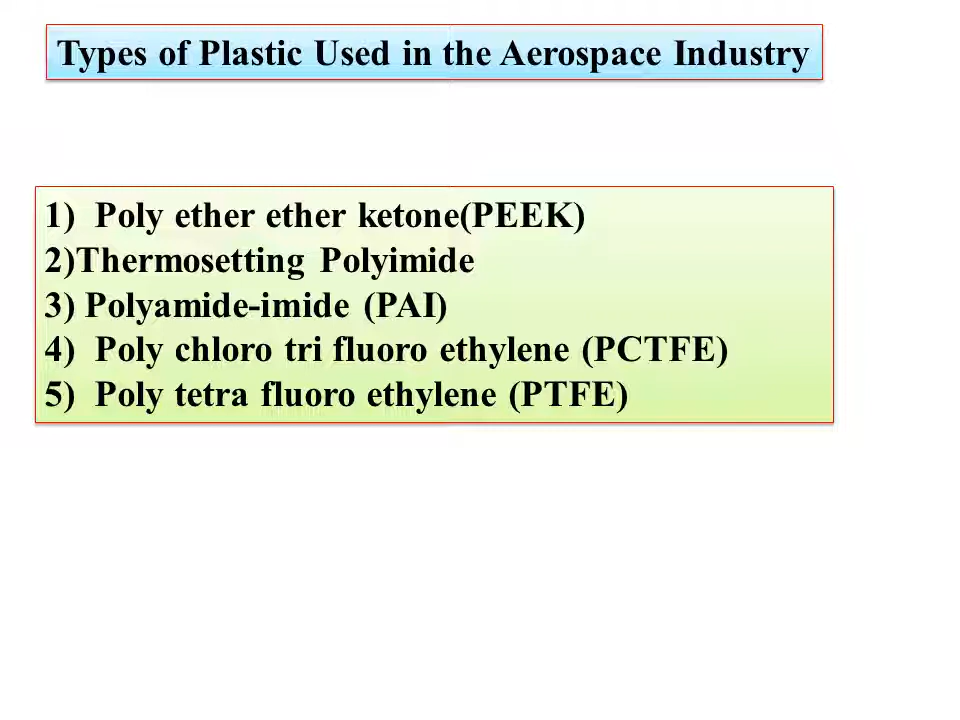 Types of Plastic Used in the Aerospace Industry
1) Poly ether ether ketone(PEEK)
2)Thermosetting Polyimide
3) Polyamide-imide (PAI)
4) Poly chloro tri fluoro ethylene (PCTFE)
5) Poly tetra fluoro ethylene (PTFE)